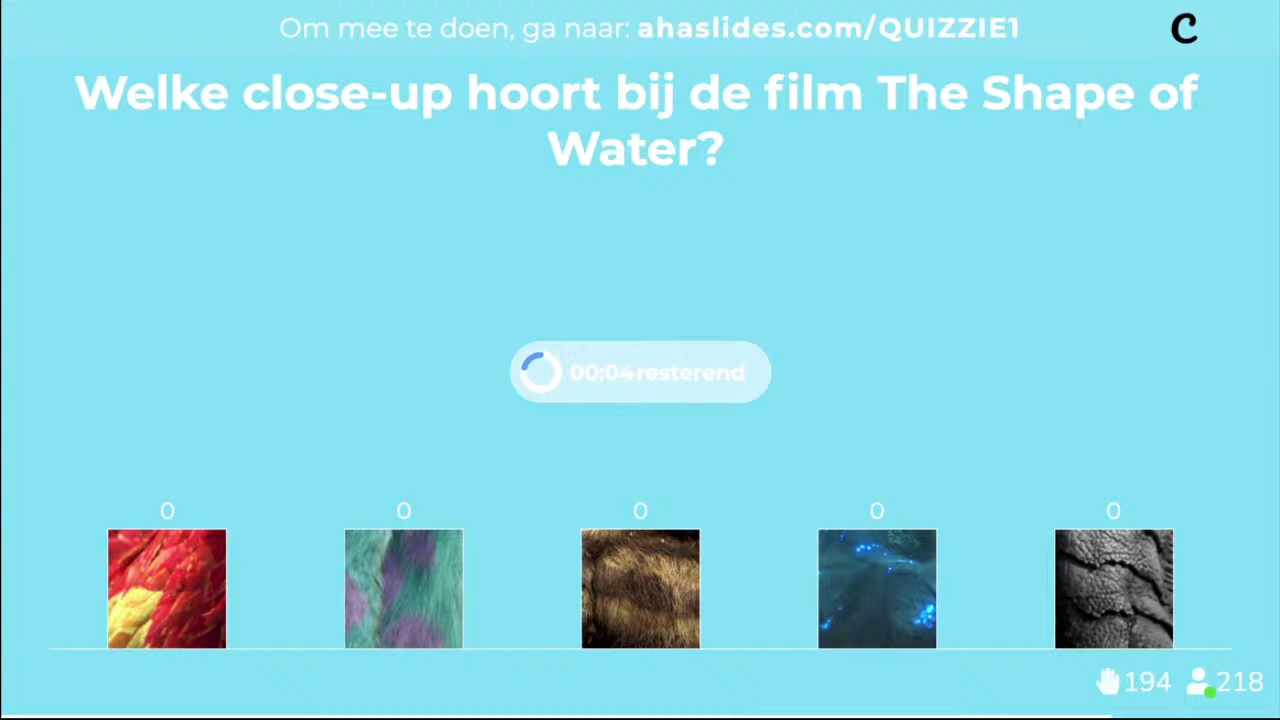 Om mee te doen, ga naar: ahaslides.com/QUIZZIE1
C
Welke close-up hoort bij de film The Shape of
Water?
00:04 resterend
0 0 0 0 0
194 218